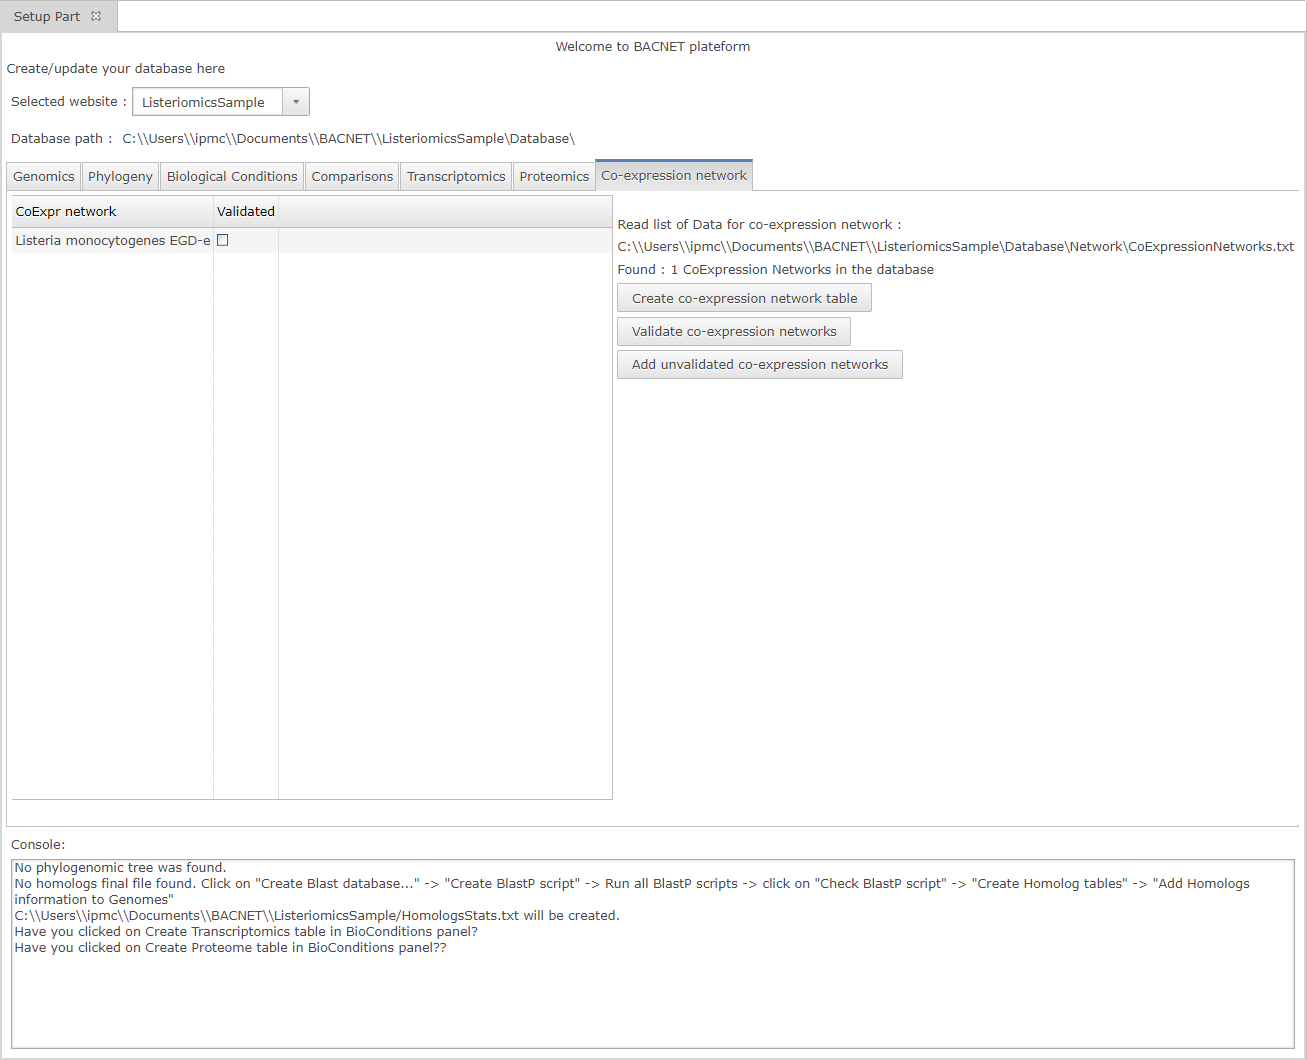 Setup Part
Welcome to BACNET plateform
Create/update your database here
Selected website : ListeriomicsSample
Database path : C:\\Users\\ipmc\\Documents\\BACNET\\ListeriomicsSample\Database\
Genomics Phylogeny Biological Conditions Comparisons Transcriptomics Proteomics Co-expression network
CoExpr network Validated
Listeria monocytogenes EGD-e
Read list of Data for co-expression network :
C:\\Users\\ipmc\\Documents\\BACNET\\ListeriomicsSample\Database\Network\CoExpressionNetworks.txt
Found : 1 CoExpression Networks in the database
Create co-expression network table
Validate co-expression networks
Add unvalidated co-expression networks
Console:
No phylogenomic tree was found.
No homologs final file found. Click on "Create Blast database..." -> "Create BlastP script" -> Run all BlastP scripts -> click on "Check BlastP script" -> "Create Homolog tables" -> "Add Homologs
information to Genomes"
C:\\Users\\ipmc\\Documents\\BACNET\\ListeriomicsSample/HomologsStats.txt will be created.
Have you clicked on Create Transcriptomics table in BioConditions panel?
Have you clicked on Create Proteome table in BioConditions panel??